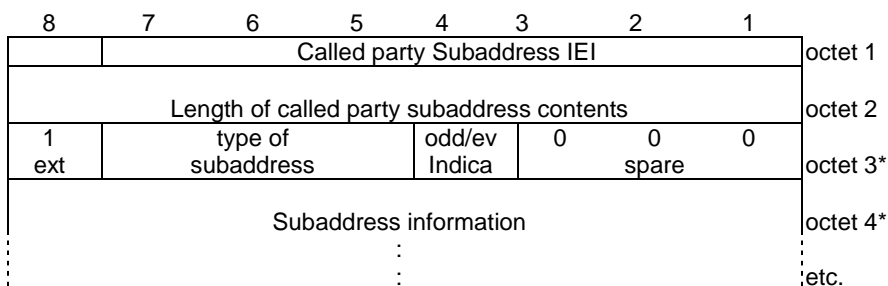 8 7 6 5 4 3 2 1
Called party Subaddress IEI octet 1
Length of called party subaddress contents octet 2
1 type of odd/ev 0 0 0
ext subaddress Indica spare octet 3*
Subaddress information octet 4*
:
: etc.